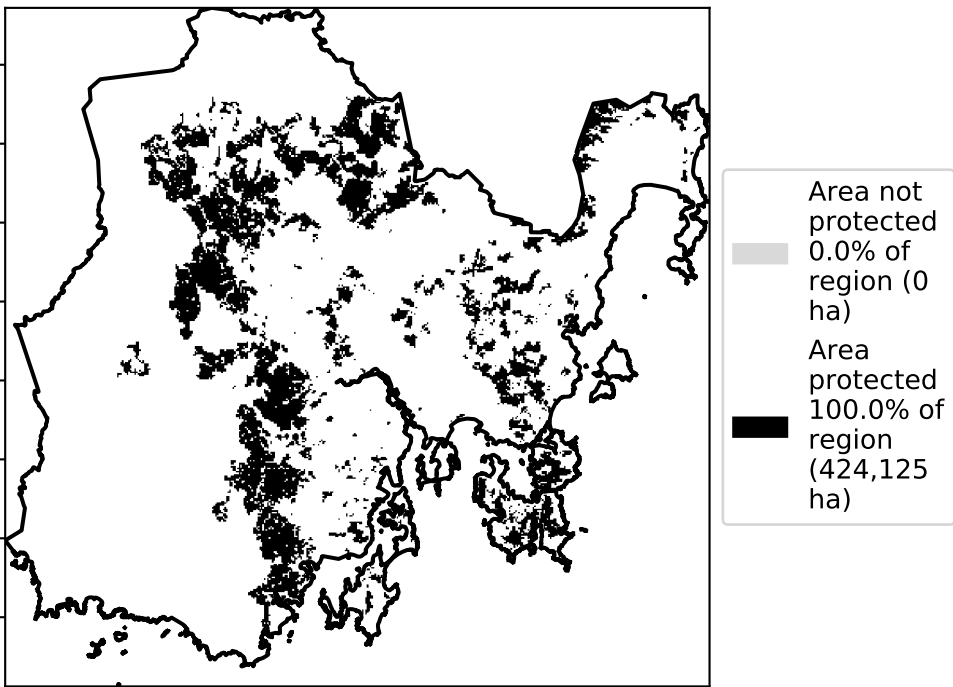 Area not
protected
0.0% of
region (0
ha)
Area
protected
100.0% of
region
(424,125
ha)